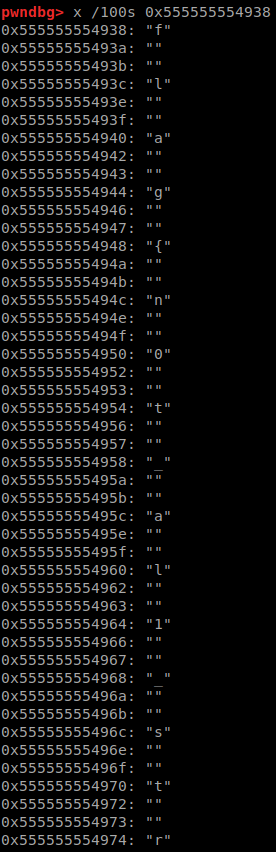 pwndbg> x /100s 0x555555554938
0x555555554938: "f"
0x55555555493a: ""
0x55555555493b: ""
0x55555555493c: "l"
0x55555555493e: ""
0x55555555493f: ""
0x555555554940: "a"
0x555555554942: ""
0x555555554943: ""
0x555555554944: "g"
0x555555554946: ""
0x555555554947: ""
0x555555554948: "{"
0x55555555494a: ""
0x55555555494b: ""
0x55555555494c: "n"
0x55555555494e: ""
0x55555555494f: ""
0x555555554950: "0"
0x555555554952: ""
0x555555554953: ""
0x555555554954: "t"
0x555555554956: ""
0x555555554957: ""
0x555555554958: "_"
0x55555555495a: ""
0x55555555495b: ""
0x55555555495c: "a"
0x55555555495e: ""
0x55555555495f: ""
0x555555554960: "l"
0x555555554962: ""
0x555555554963: ""
0x555555554964: "1"
0x555555554966: ""
0x555555554967: ""
0x555555554968: "_"
0x55555555496a: ""
0x55555555496b: ""
0x55555555496c: "s"
0x55555555496e: ""
0x55555555496f: ""
0x555555554970: "t"
0x555555554972: ""
0x555555554973: ""
0x555555554974: "r"